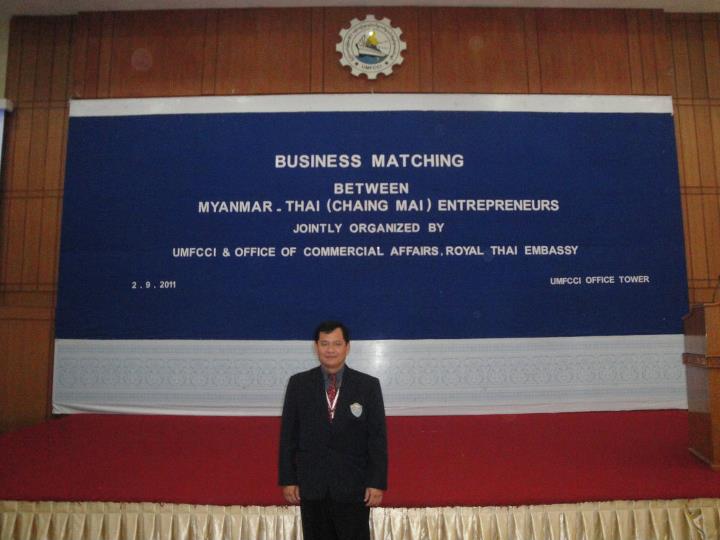 UMFCCI
BUSINESS MATCHING
BETWEEN
MYANMAR - THAI (CHAING MAI) ENTREPRENEURS
JOINTLY ORGANIZED BY
UMFCCI & OFFICE OF COMMERCIAL AFFAIRS, ROYAL THAI EMBASSY
2 . 9 . 2011
UMFCCI OFFICE TOWER